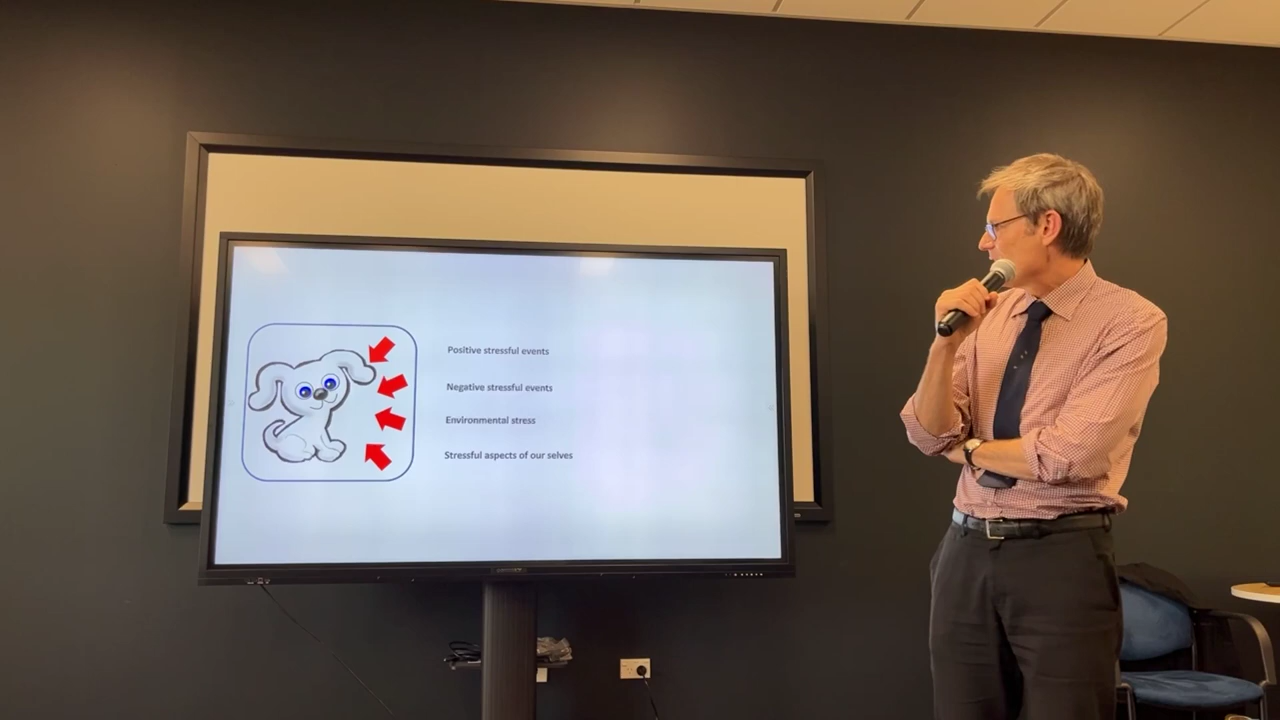 Positive stressful events
Negative stressful events
Environmental stress
Stressful aspects of our selves